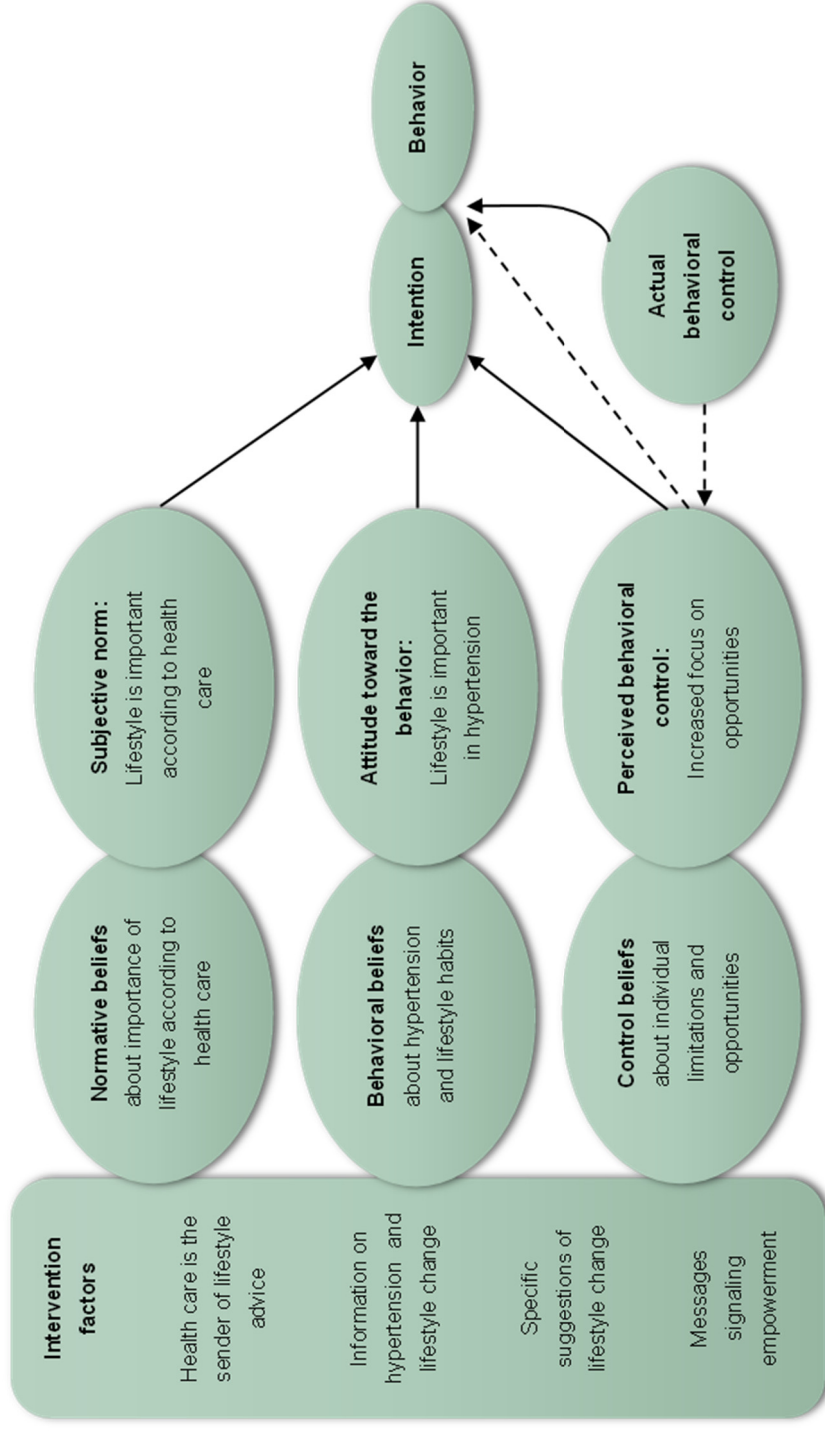 Intervention
factors
Health care is the
sender of lifestyle
advice
Information on
hypertension and
lifestyle change
Specific
suggestions of
lifestyle change
Messages
signaling
empowerment
Normative beliefs
about importance of
lifestyle according to
health care
Behavioral beliefs
about hypertension
and lifestyle habits
Control beliefs
about individual
limitations and
opportunities
Subjective norm:
Lifestyle is important
according to health
care
Attitude toward the
behavior:
Lifestyle is important
in hypertension
Perceived behavioral
control:
Increased focus on
opportunities
Intention
Behavior
Actual
behavioral
control